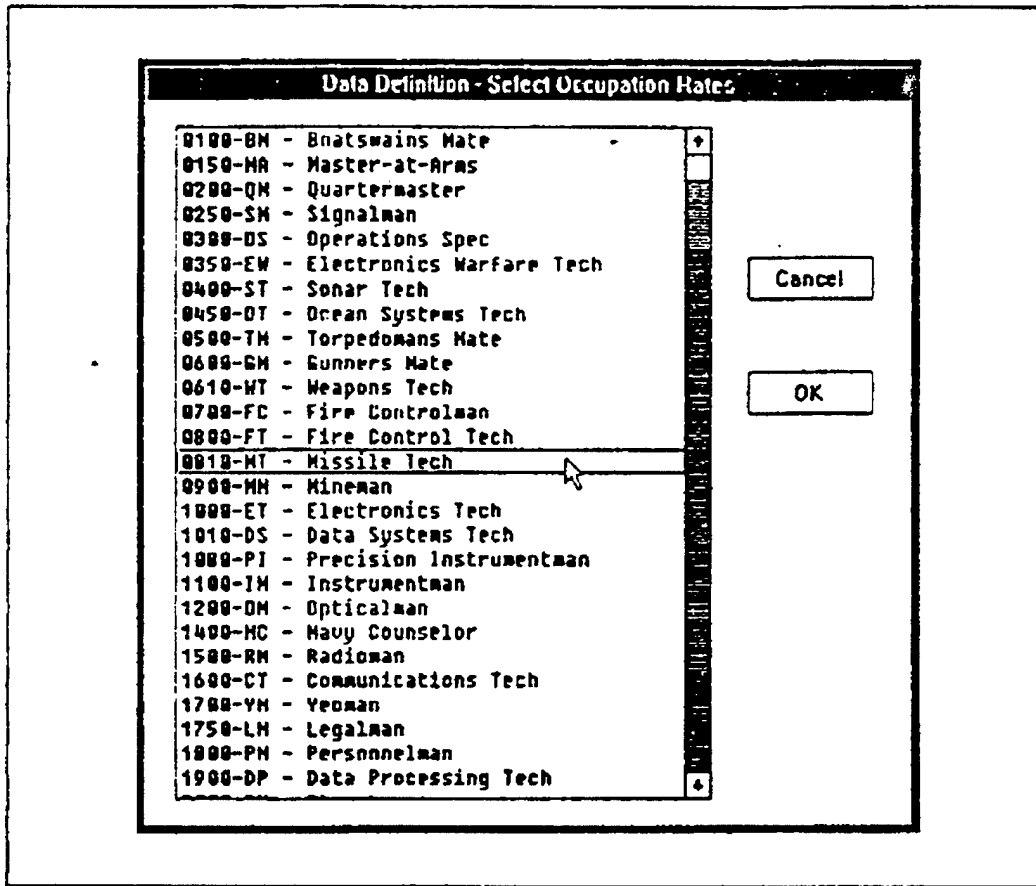 Data Definition - Select Occupation Rates
0100-BM - Boatswains Mate
0150-MA - Master-at-Arms
0200-QM - Quartermaster
0250-SM - Signalman
0300-OS - Operations Spec
0350-EW - Electronics Warfare Tech
0400-ST - Sonar Tech
0450-OT - Ocean Systems Tech
0500-TM - Torpedomans Mate
0600-GM - Gunners Mate
0610-WT - Weapons Tech
0700-FC - Fire Controlman
0800-FT - Fire Control Tech
0810-MT - Missile Tech
0900-MN - Mineman
1000-ET - Electronics Tech
1010-DS - Data Systems Tech
1080-PI - Precision Instrumentman
1100-IM - Instrumentman
1200-OM - Opticalman
1400-NC - Navy Counselor
1500-RM - Radioman
1600-CT - Communications Tech
1700-YN - Yeoman
1750-LN - Legalman
1800-PN - Personnelman
1900-DP - Data Processing Tech
Cancel
OK